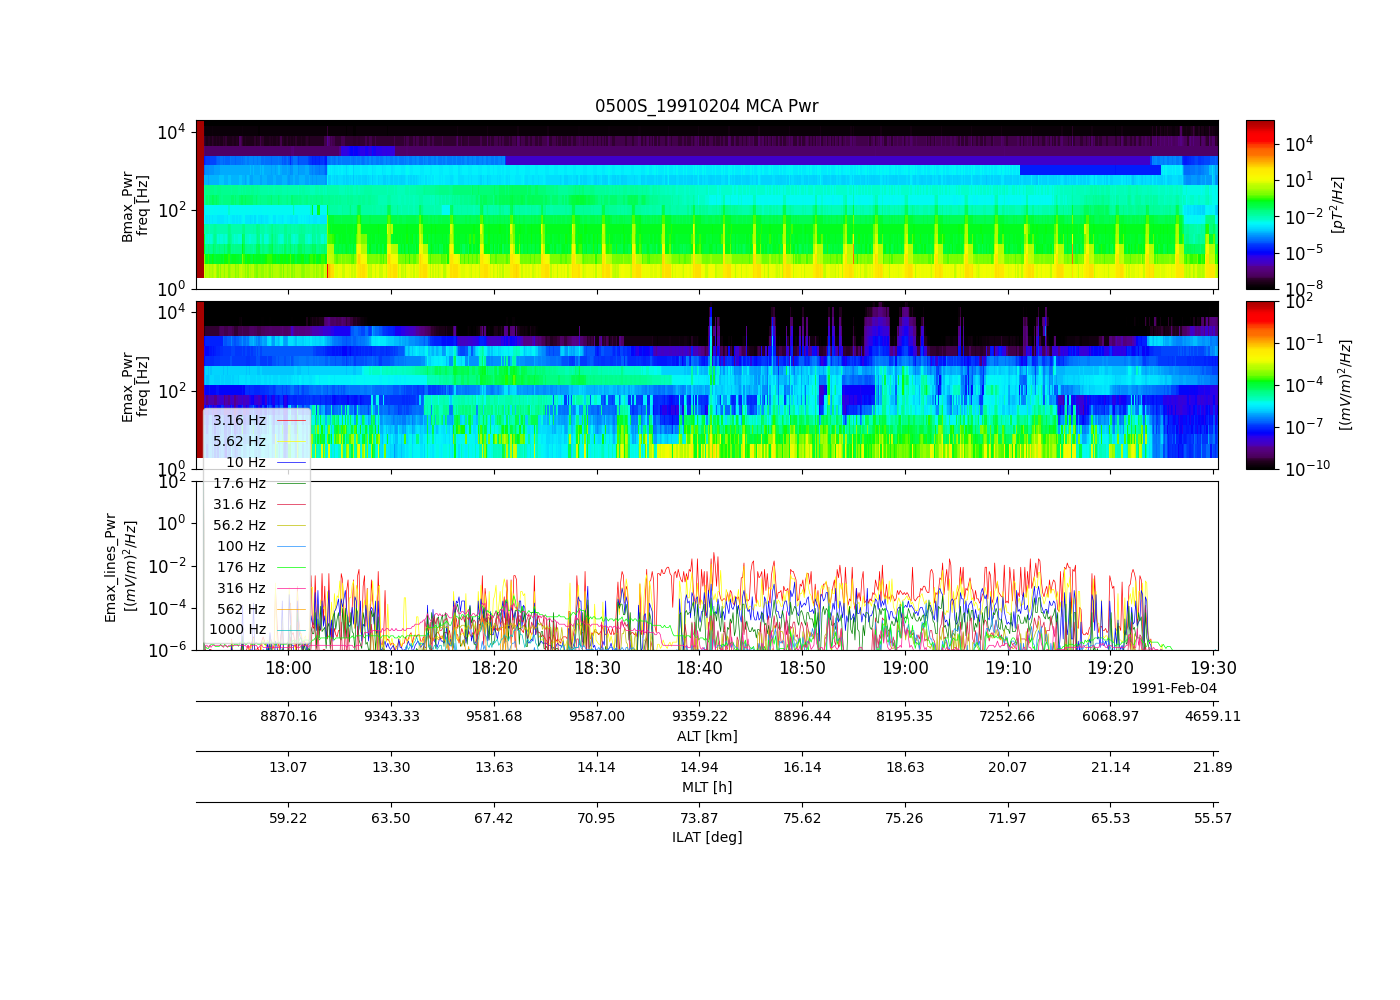 0500S_19910204 MCA Pwr
10^4
10^2
10^0
Bmax_Pwr
freq [Hz]
10^4
10^1
10^-2
10^-5
10^-8
[pT^2/Hz]
10^4
10^2
10^0
Emax_Pwr
freq [Hz]
10^2
10^-1
10^-4
10^-7
10^-10
[(mV/m)^2/Hz]
3.16 Hz
5.62 Hz
10 Hz
17.6 Hz
31.6 Hz
56.2 Hz
100 Hz
176 Hz
316 Hz
562 Hz
1000 Hz
10^2
10^0
10^-2
10^-4
10^-6
Emax_lines_Pwr
[(mV/m)^2/Hz]
18:00 18:10 18:20 18:30 18:40 18:50 19:00 19:10 19:20 19:30
1991-Feb-04
8870.16 9343.33 9581.68 9587.00 9359.22 8896.44 8195.35 7252.66 6068.97 4659.11
ALT [km]
13.07 13.30 13.63 14.14 14.94 16.14 18.63 20.07 21.14 21.89
MLT [h]
59.22 63.50 67.42 70.95 73.87 75.62 75.26 71.97 65.53 55.57
ILAT [deg]